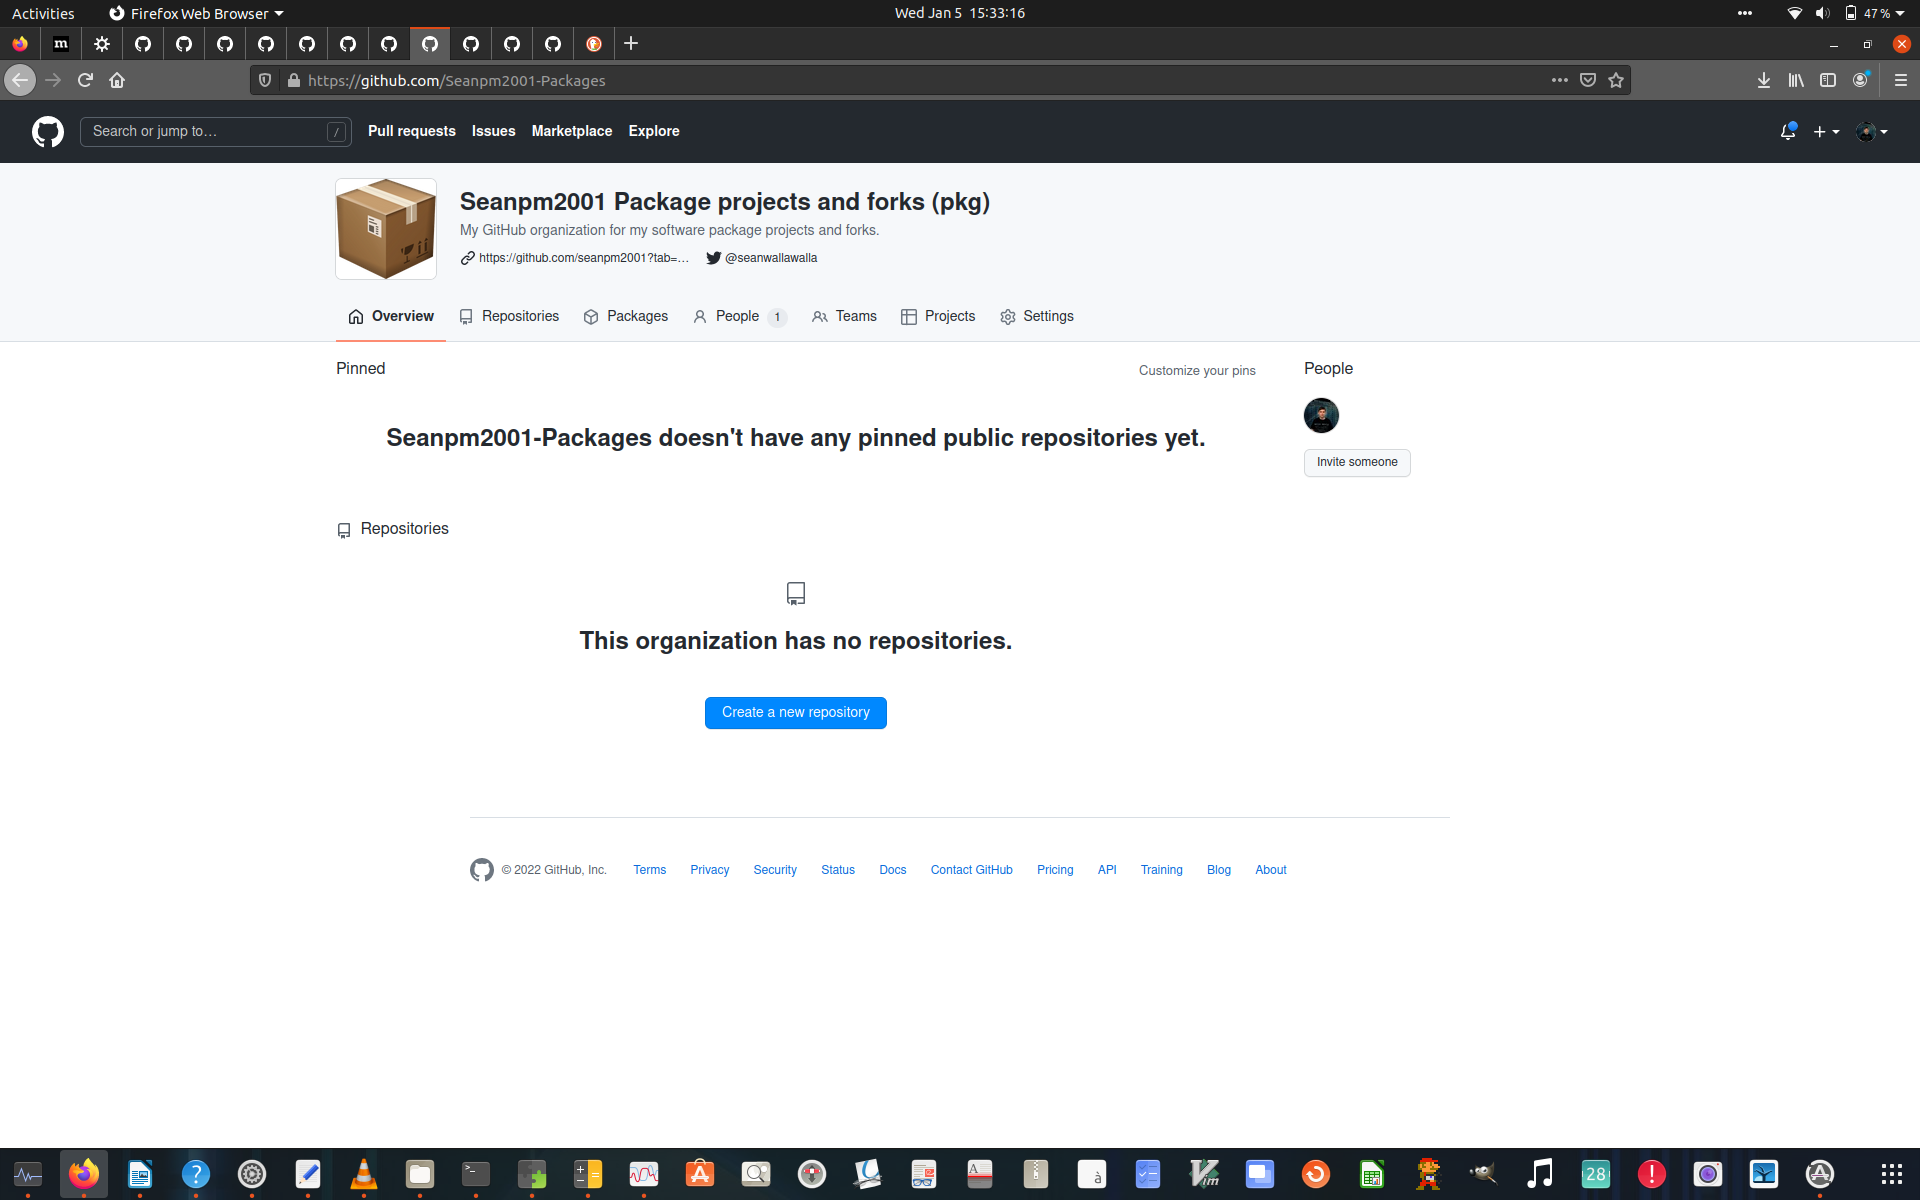 Activities Firefox Web Browser Wed Jan 5 15:33:16 47 %
m
https://github.com/Seanpm2001-Packages
Search or jump to… / Pull requests Issues Marketplace Explore
Seanpm2001 Package projects and forks (pkg)
My GitHub organization for my software package projects and forks.
https://github.com/seanpm2001?tab=… @seanwallawalla
Overview Repositories Packages People 1 Teams Projects Settings
Pinned Customize your pins People
Seanpm2001-Packages doesn't have any pinned public repositories yet.
Invite someone
Repositories
This organization has no repositories.
Create a new repository
© 2022 GitHub, Inc. Terms Privacy Security Status Docs Contact GitHub Pricing API Training Blog About
? >_ A à Vim 28 !